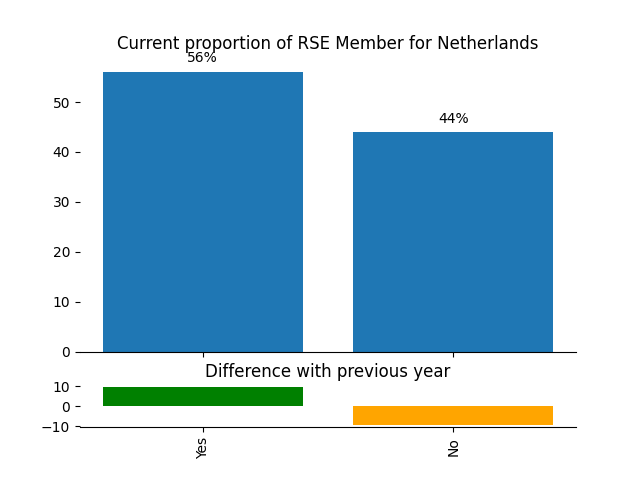 Current proportion of RSE Member for Netherlands
56%
44%
50
40
30
20
10
0
Difference with previous year
10
0
−10
Yes
No